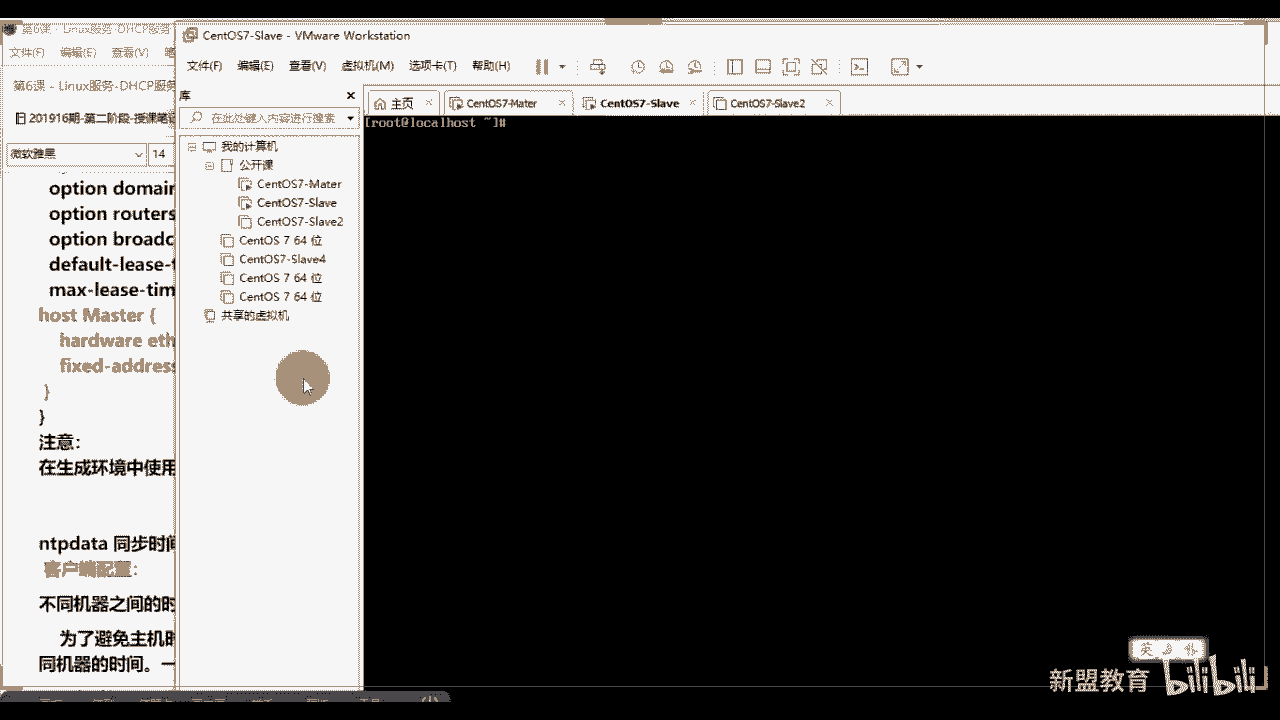 第6课 - Linux服务-DHCP服务
文件(F) 编辑(E) 查看(V)
第6课 - Linux服务-DHCP服务
201916期-第二阶段-授课笔记
微软雅黑 14
option domain
option routers
option broadc
default-lease-t
max-lease-tim
host Master {
hardware eth
fixed-address
}
}
注意：
在生成环境中使用
ntpdata 同步时间
客户端配置：
不同机器之间的时
为了避免主机时
同机器的时间。一
CentOS7-Slave - VMware Workstation
文件(F) 编辑(E) 查看(V) 虚拟机(M) 选项卡(T) 帮助(H)
库
在此处键入内容进行搜索
我的计算机
公开课
CentOS7-Mater
CentOS7-Slave
CentOS7-Slave2
CentOS 7 64 位
CentOS7-Slave4
CentOS 7 64 位
CentOS 7 64 位
共享的虚拟机
主页 CentOS7-Mater CentOS7-Slave CentOS7-Slave2
[root@localhost ~]#
英
新盟教育 bilibili